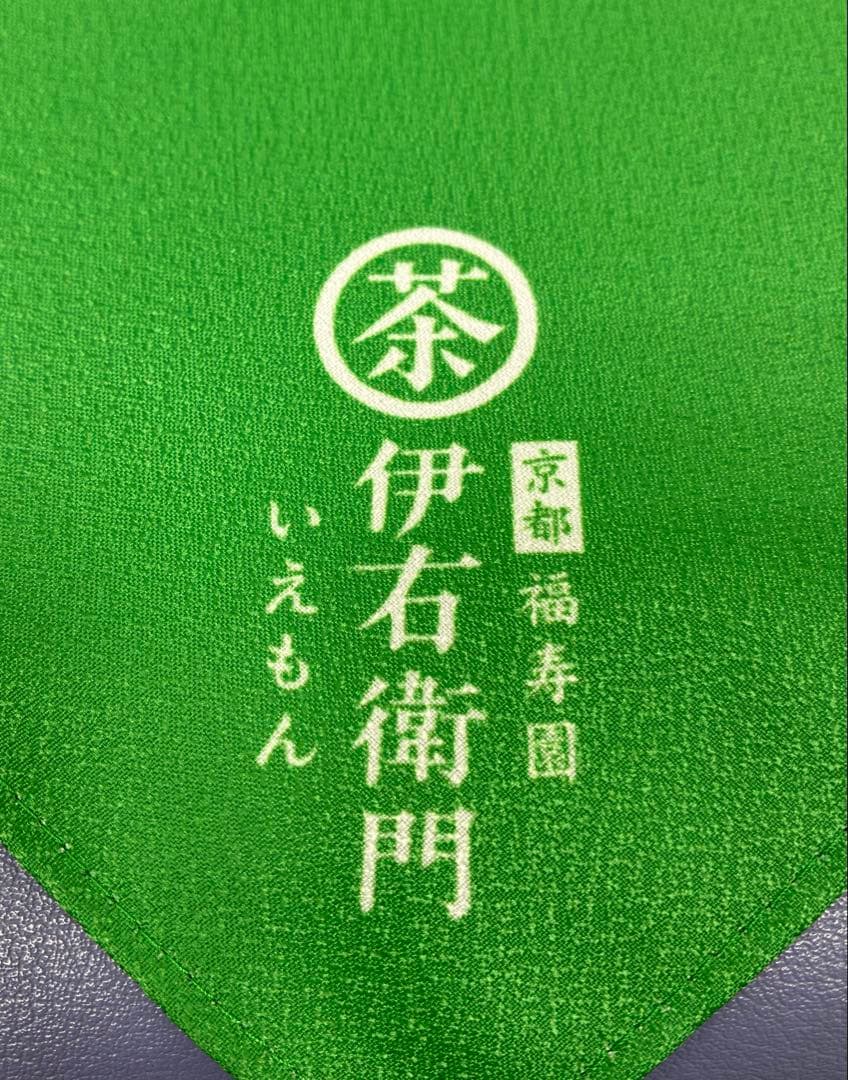 茶
京都
福寿園
伊右衛門
いえもん